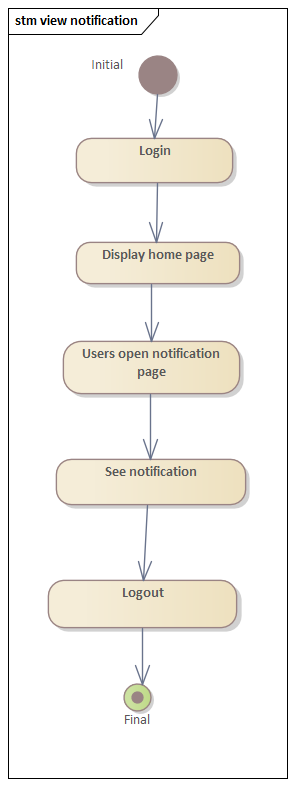 stm view notification
Initial
Login
Display home page
Users open notification
page
See notification
Logout
Final